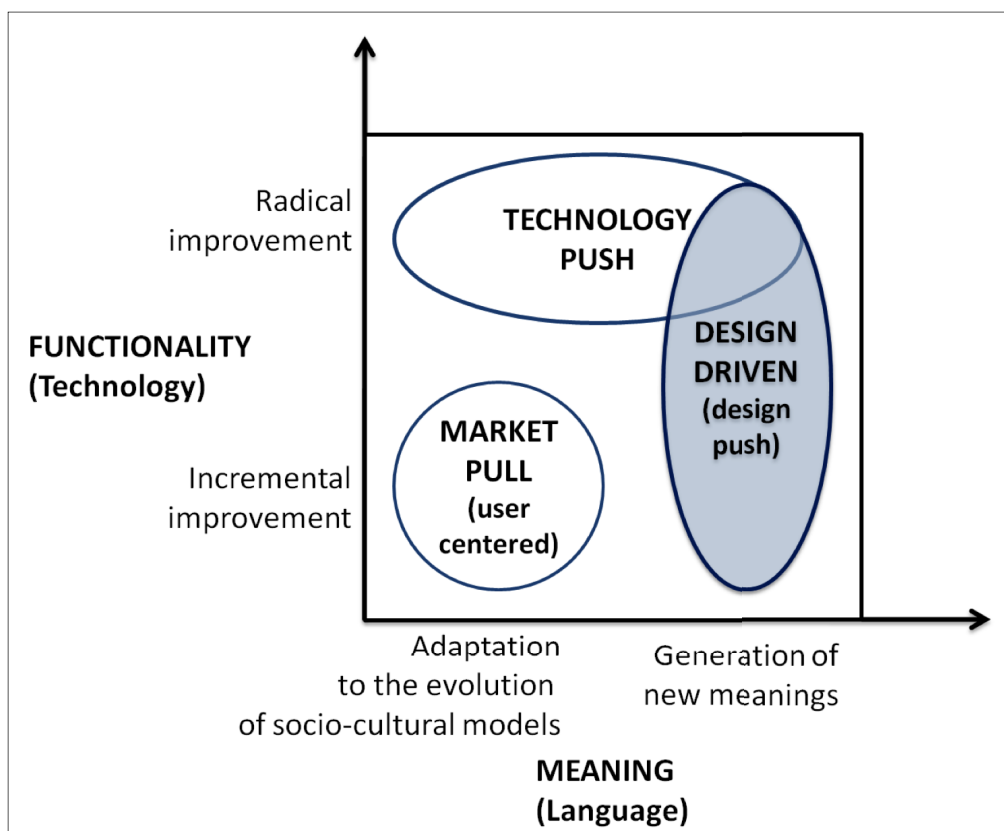 Radical
improvement
TECHNOLOGY
PUSH
FUNCTIONALITY
(Technology)
DESIGN
DRIVEN
(design
push)
MARKET
PULL
(user
centered)
Incremental
improvement
Adaptation
to the evolution
of socio-cultural models
Generation of
new meanings
MEANING
(Language)